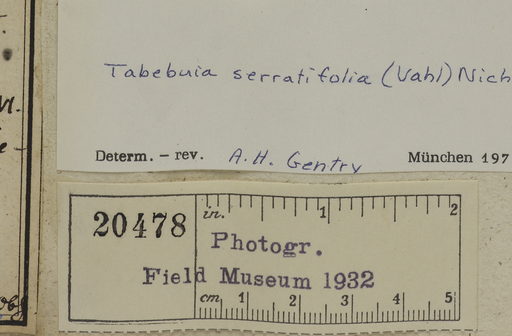 Tabebuia serratifolia (Vahl) Nich
Determ. – rev. A. H. Gentry München 197
20478
in. 1 2
Photogr.
Field Museum 1932
cm 1 2 3 4 5